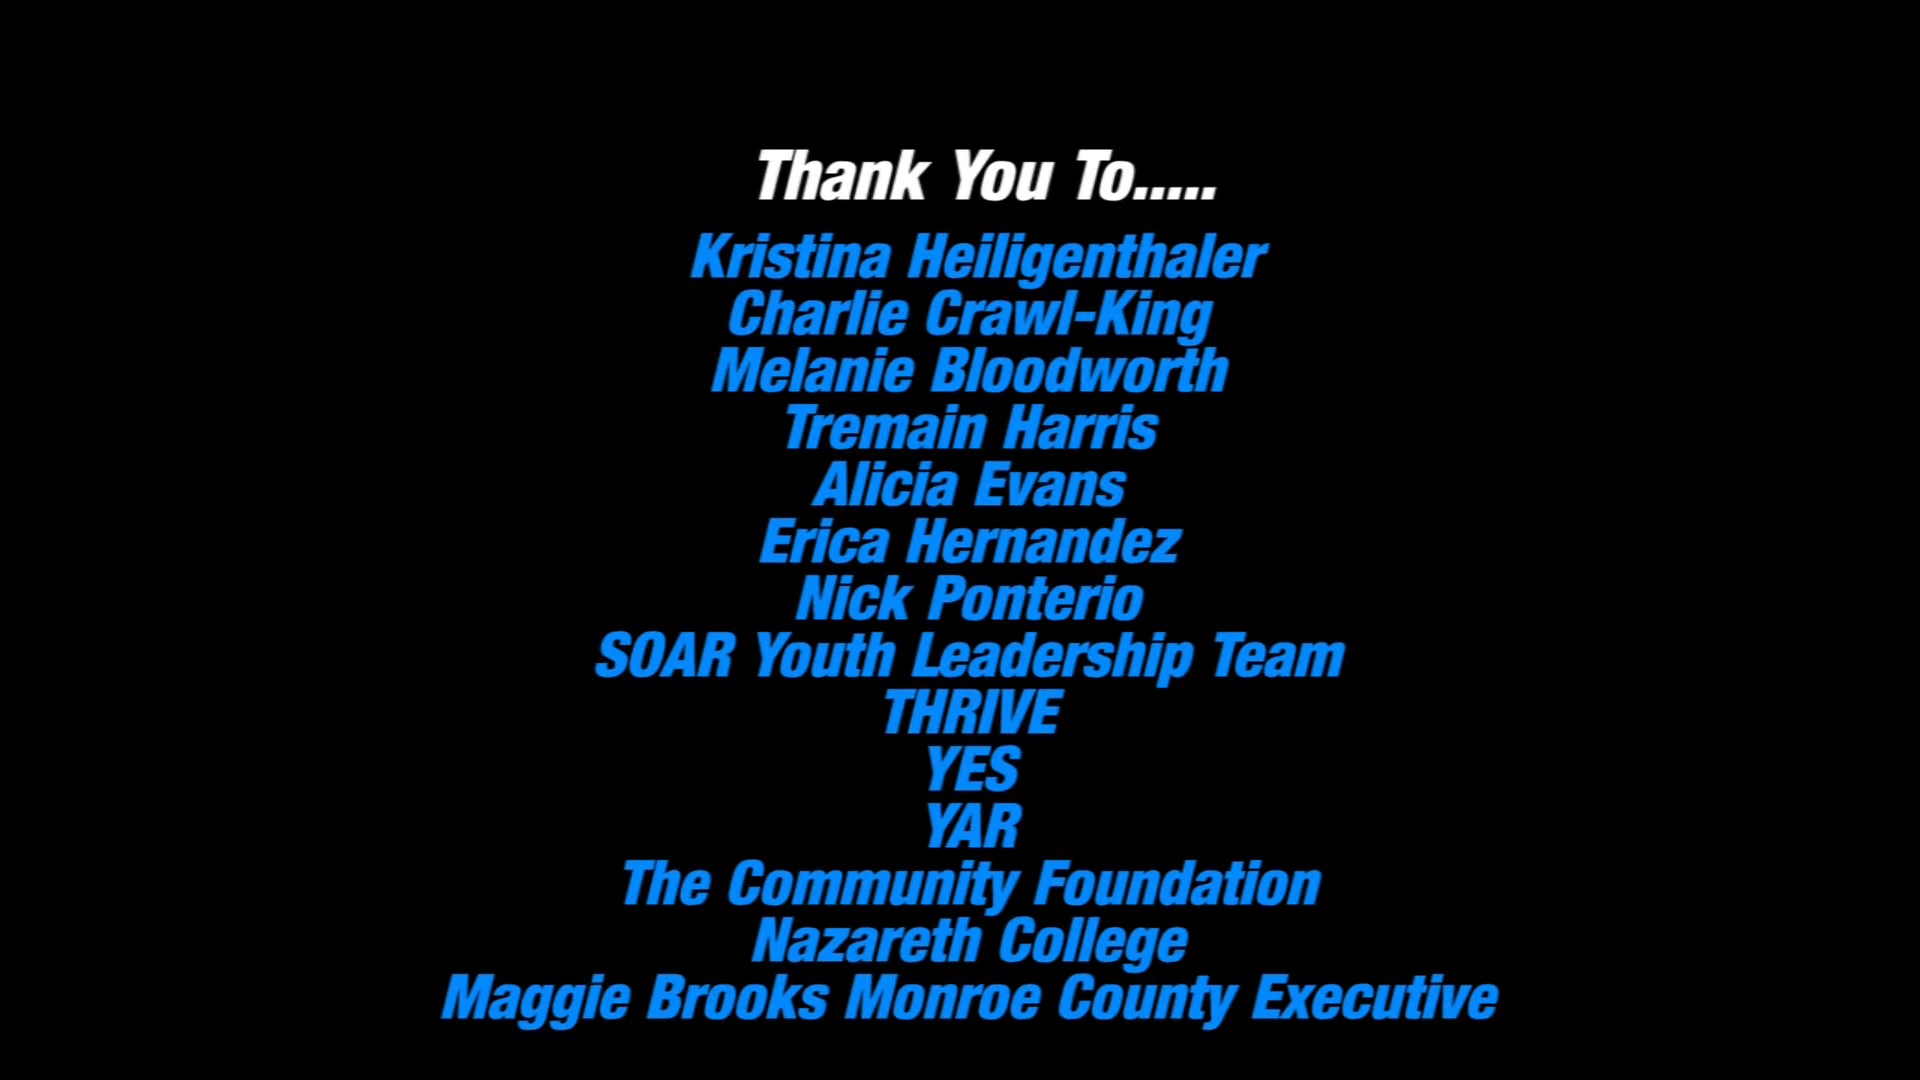 Thank You To.....
Kristina Heiligenthaler
Charlie Crawl-King
Melanie Bloodworth
Tremain Harris
Alicia Evans
Erica Hernandez
Nick Ponterio
SOAR Youth Leadership Team
THRIVE
YES
YAR
The Community Foundation
Nazareth College
Maggie Brooks Monroe County Executive